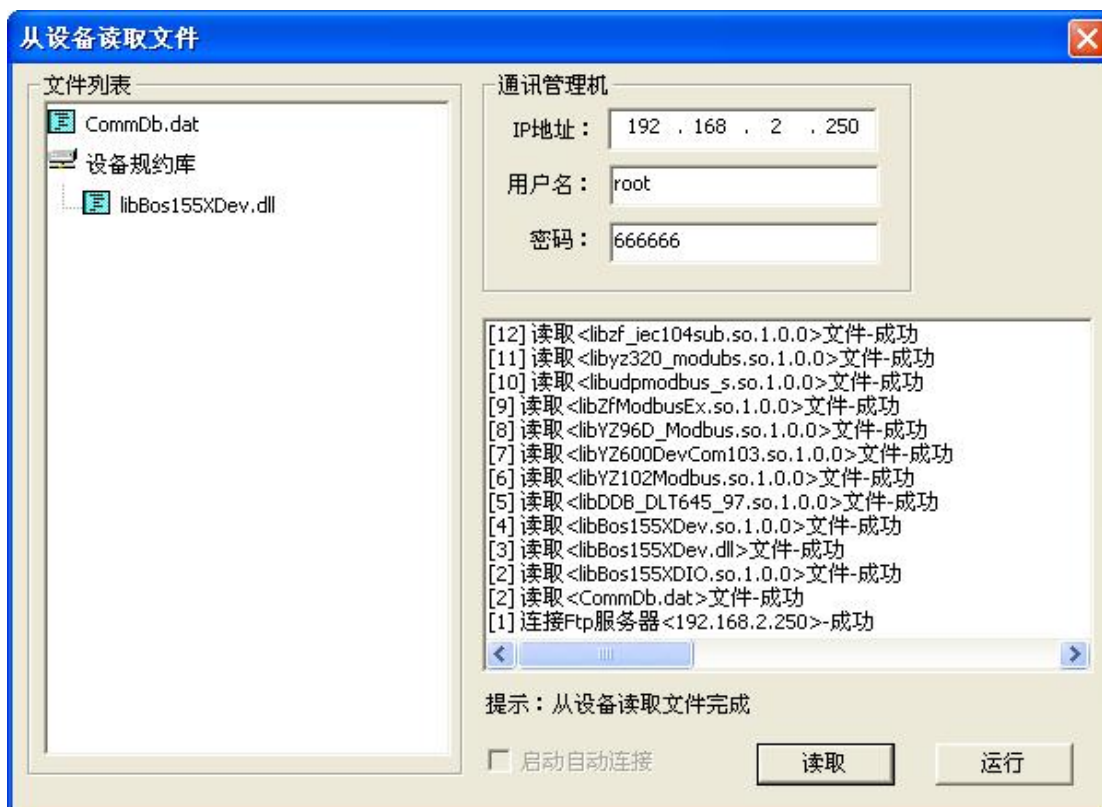 从设备读取文件
文件列表
CommDb.dat
设备规约库
libBos155XDev.dll
通讯管理机
IP地址： 192 . 168 . 2 . 250
用户名： root
密码： 666666
[12] 读取<libzf_iec104sub.so.1.0.0>文件-成功
[11] 读取<libyz320_modubs.so.1.0.0>文件-成功
[10] 读取<libudpmodbus_s.so.1.0.0>文件-成功
[9] 读取<libZfModbusEx.so.1.0.0>文件-成功
[8] 读取<libYZ96D_Modbus.so.1.0.0>文件-成功
[7] 读取<libYZ600DevCom103.so.1.0.0>文件-成功
[6] 读取<libYZ102Modbus.so.1.0.0>文件-成功
[5] 读取<libDDB_DLT645_97.so.1.0.0>文件-成功
[4] 读取<libBos155XDev.so.1.0.0>文件-成功
[3] 读取<libBos155XDev.dll>文件-成功
[2] 读取<libBos155XDIO.so.1.0.0>文件-成功
[2] 读取<CommDb.dat>文件-成功
[1] 连接Ftp服务器<192.168.2.250>-成功
提示：从设备读取文件完成
启动自动连接
读取
运行